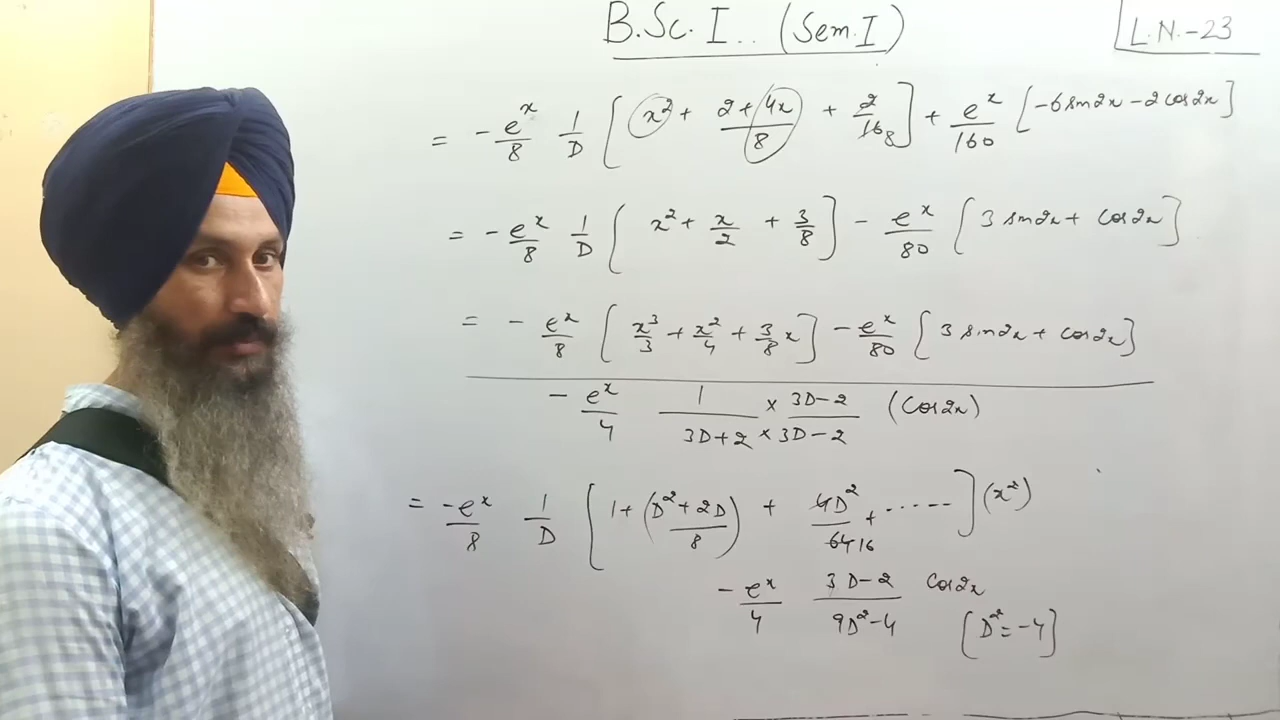 B.Sc. I .. (Sem. I)
L.N.-23
= - e^x/8 1/D [ x² + (2+4x)/8 + 2/16 8 ] + e^x/160 [ -6 sin2x - 2 cos2x ]
= - e^x/8 1/D [ x² + x/2 + 3/8 ] - e^x/80 [ 3 sin2x + cos2x ]
= - e^x/8 [ x³/3 + x²/4 + 3/8 x ] - e^x/80 [ 3 sin2x + cos2x ]
- e^x/4 1/(3D+2) × (3D-2)/(3D-2) (cos2x)
= - e^x/8 1/D [ 1 + (D²+2D)/8 + 4D²/64 16 + ...... ] (x²)
- e^x/4 (3D-2)/(9D²-4) cos2x
[D² = -4]